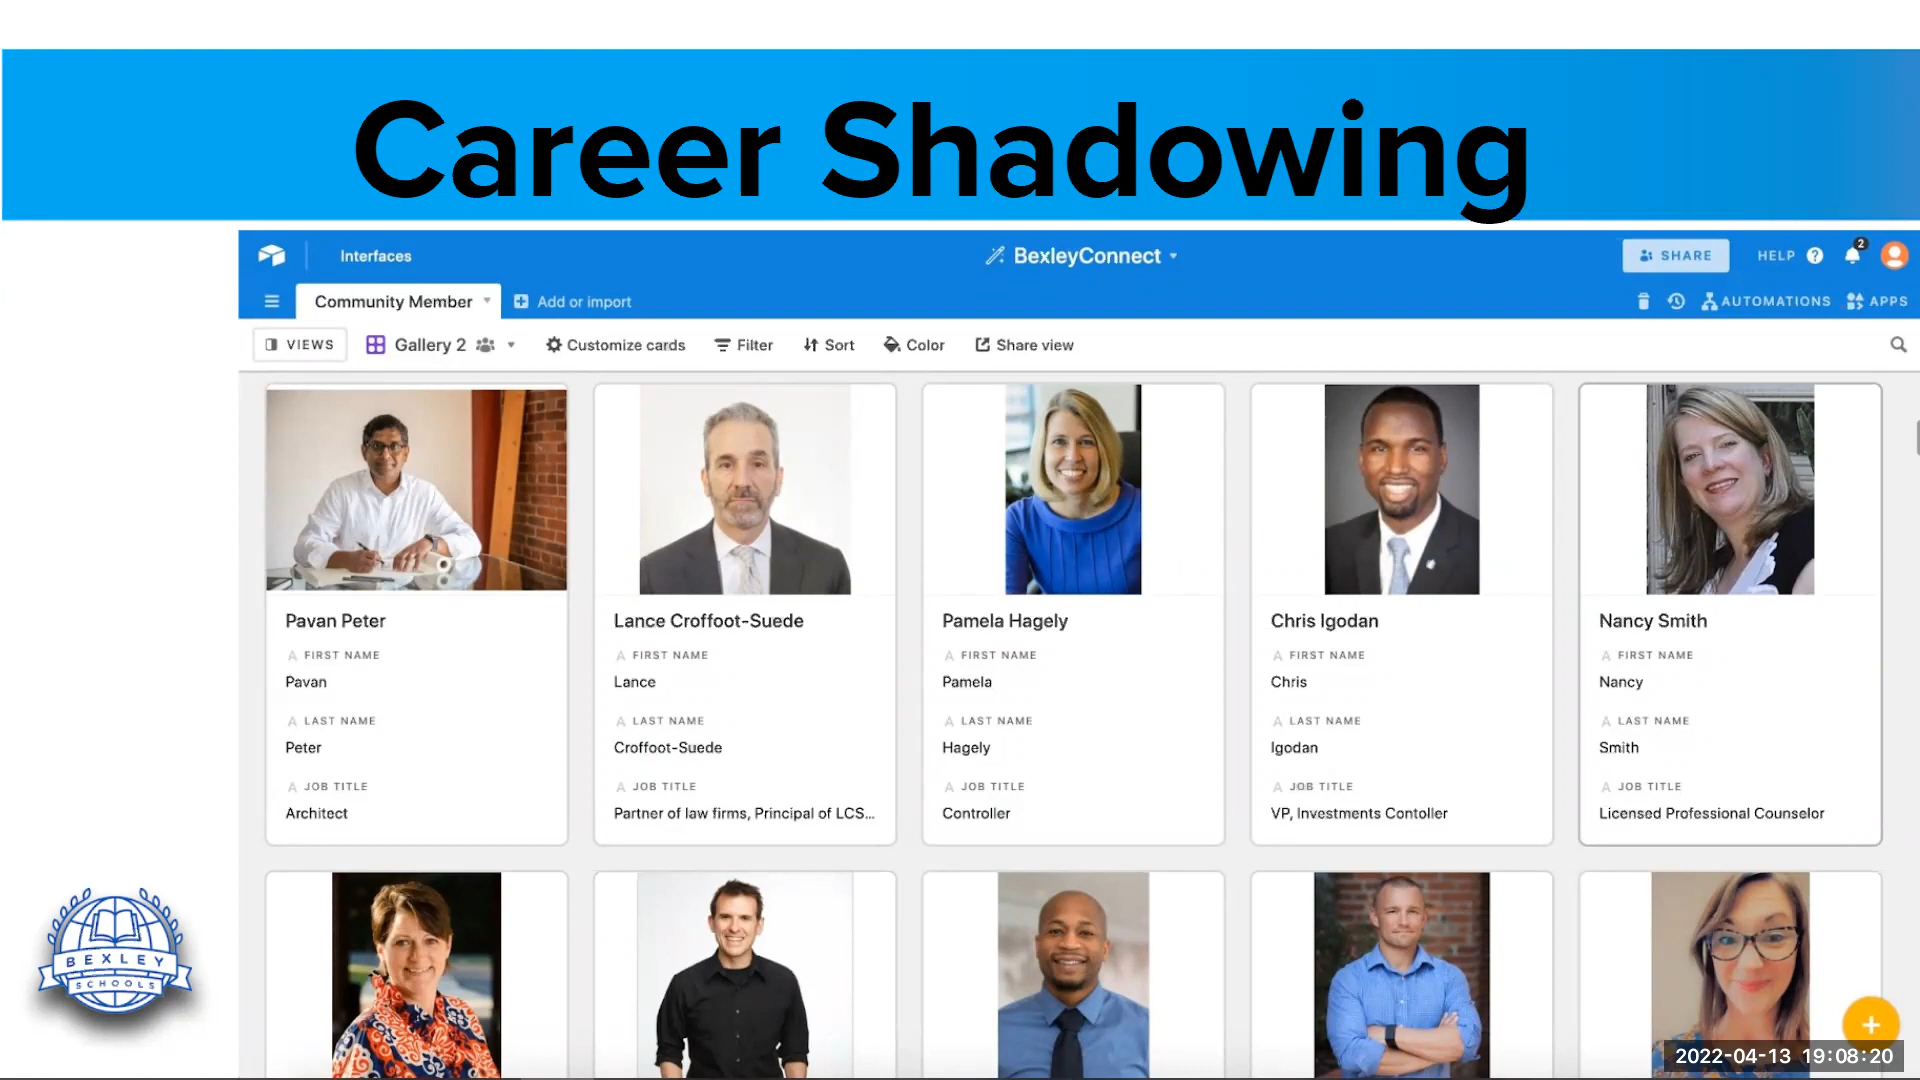 Career Shadowing
Interfaces
BexleyConnect
SHARE
HELP
2
Community Member
Add or import
AUTOMATIONS
APPS
VIEWS
Gallery 2
Customize cards
Filter
Sort
Color
Share view
Pavan Peter
A FIRST NAME
Pavan
A LAST NAME
Peter
A JOB TITLE
Architect
Lance Croffoot-Suede
A FIRST NAME
Lance
A LAST NAME
Croffoot-Suede
A JOB TITLE
Partner of law firms, Principal of LCS...
Pamela Hagely
A FIRST NAME
Pamela
A LAST NAME
Hagely
A JOB TITLE
Controller
Chris Igodan
A FIRST NAME
Chris
A LAST NAME
Igodan
A JOB TITLE
VP, Investments Contoller
Nancy Smith
A FIRST NAME
Nancy
A LAST NAME
Smith
A JOB TITLE
Licensed Professional Counselor
BEXLEY
SCHOOLS
2022-04-13 19:08:20